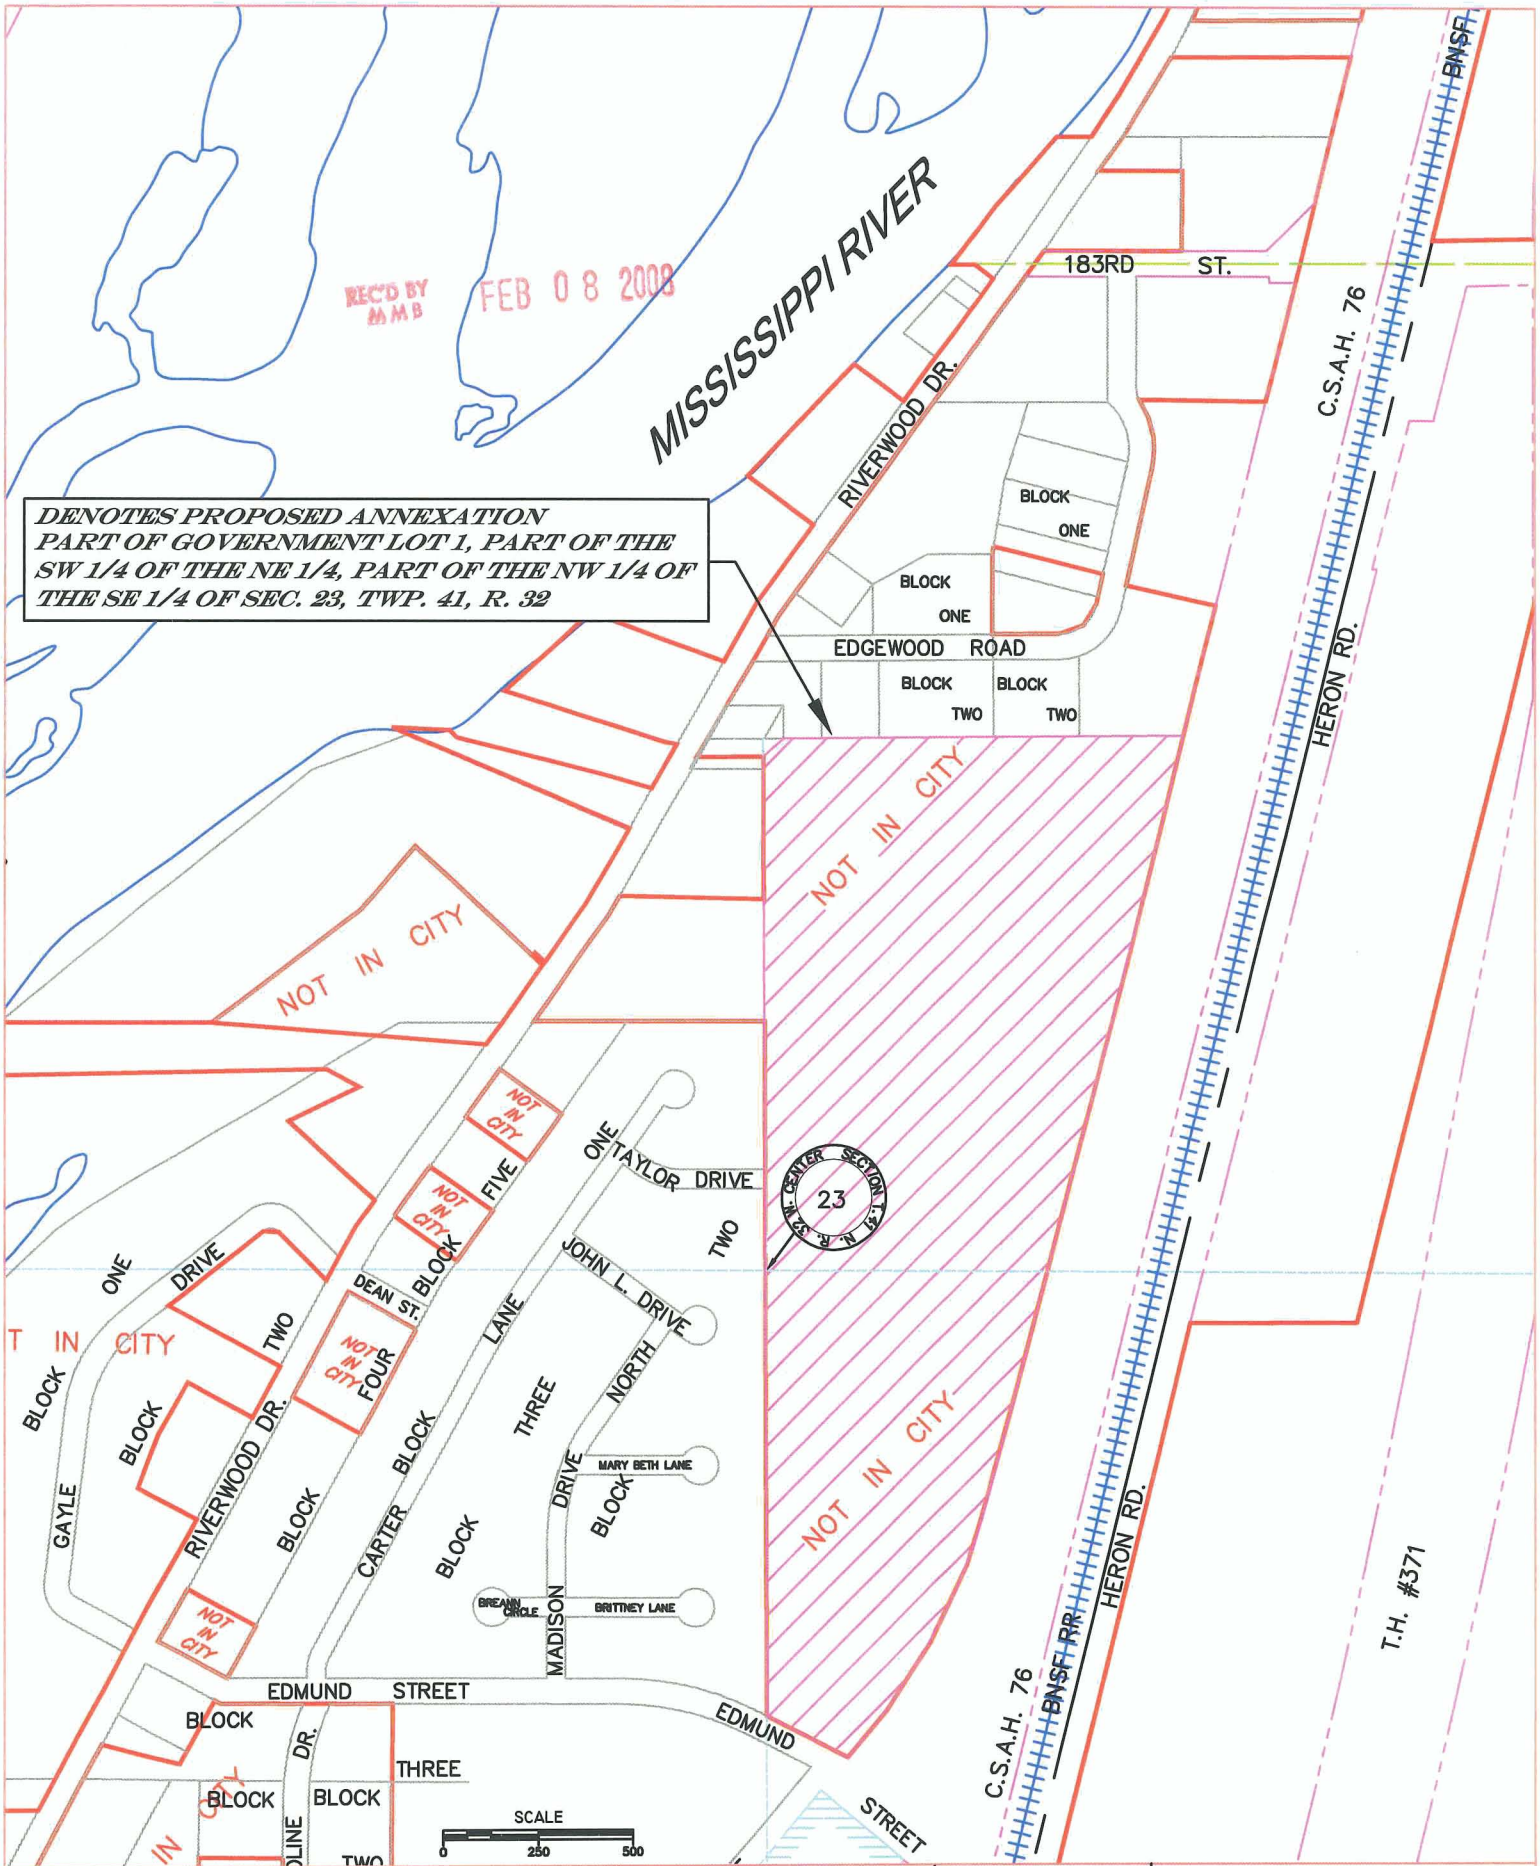 BNSF
MISSISSIPPI RIVER
REC'D BY
MMB
FEB 08 2008
183RD ST.
C.S.A.H. 76
RIVERWOOD DR.
BLOCK
ONE
DENOTES PROPOSED ANNEXATION
PART OF GOVERNMENT LOT 1, PART OF THE
SW 1/4 OF THE NE 1/4, PART OF THE NW 1/4 OF
THE SE 1/4 OF SEC. 23, TWP. 41, R. 32
BLOCK
ONE
EDGEWOOD ROAD
BLOCK
TWO
BLOCK
TWO
HERON RD.
NOT IN CITY
NOT IN CITY
NOT
IN
CITY
ONE
TAYLOR DRIVE
FIVE
NOT
IN
CITY
BLOCK
TWO
CENTER SECTION T. 41 N. R. 32 W.
23
JOHN L. DRIVE
DEAN ST.
ONE
DRIVE
TWO
LANE
T IN CITY
NOT
IN
CITY
FOUR
NORTH
THREE
BLOCK
BLOCK
BLOCK
RIVERWOOD DR.
NOT IN CITY
MARY BETH LANE
DRIVE
BLOCK
GAYLE
BLOCK
CARTER
BLOCK
HERON RD.
T.H. #371
BREANN
CIRCLE
BRITTNEY LANE
MADISON
NOT
IN
CITY
BNSF RR
C.S.A.H. 76
EDMUND STREET
EDMUND
STREET
BLOCK
DR.
THREE
CITY
BLOCK
BLOCK
IN
OLINE
TWO
SCALE
0 250 500